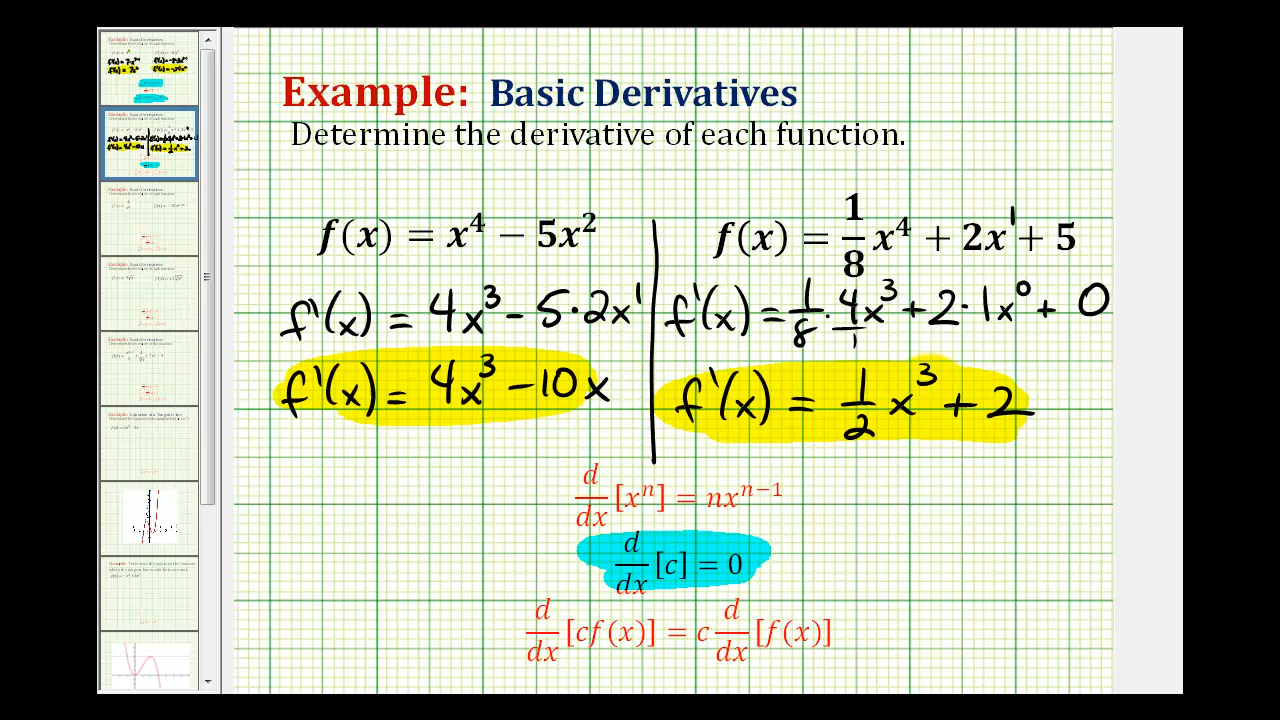 Example: Basic Derivatives
Determine the derivative of each function.
f(x) = x⁴ − 5x²
f'(x) = 4x³ − 5·2x¹
f'(x) = 4x³ − 10x
f(x) = 1/8 x⁴ + 2x¹ + 5
f'(x) = 1/8 · 4/1 x³ + 2·1x⁰ + 0
f'(x) = 1/2 x³ + 2
d/dx [xⁿ] = nxⁿ⁻¹
d/dx [c] = 0
d/dx [cf(x)] = c d/dx [f(x)]